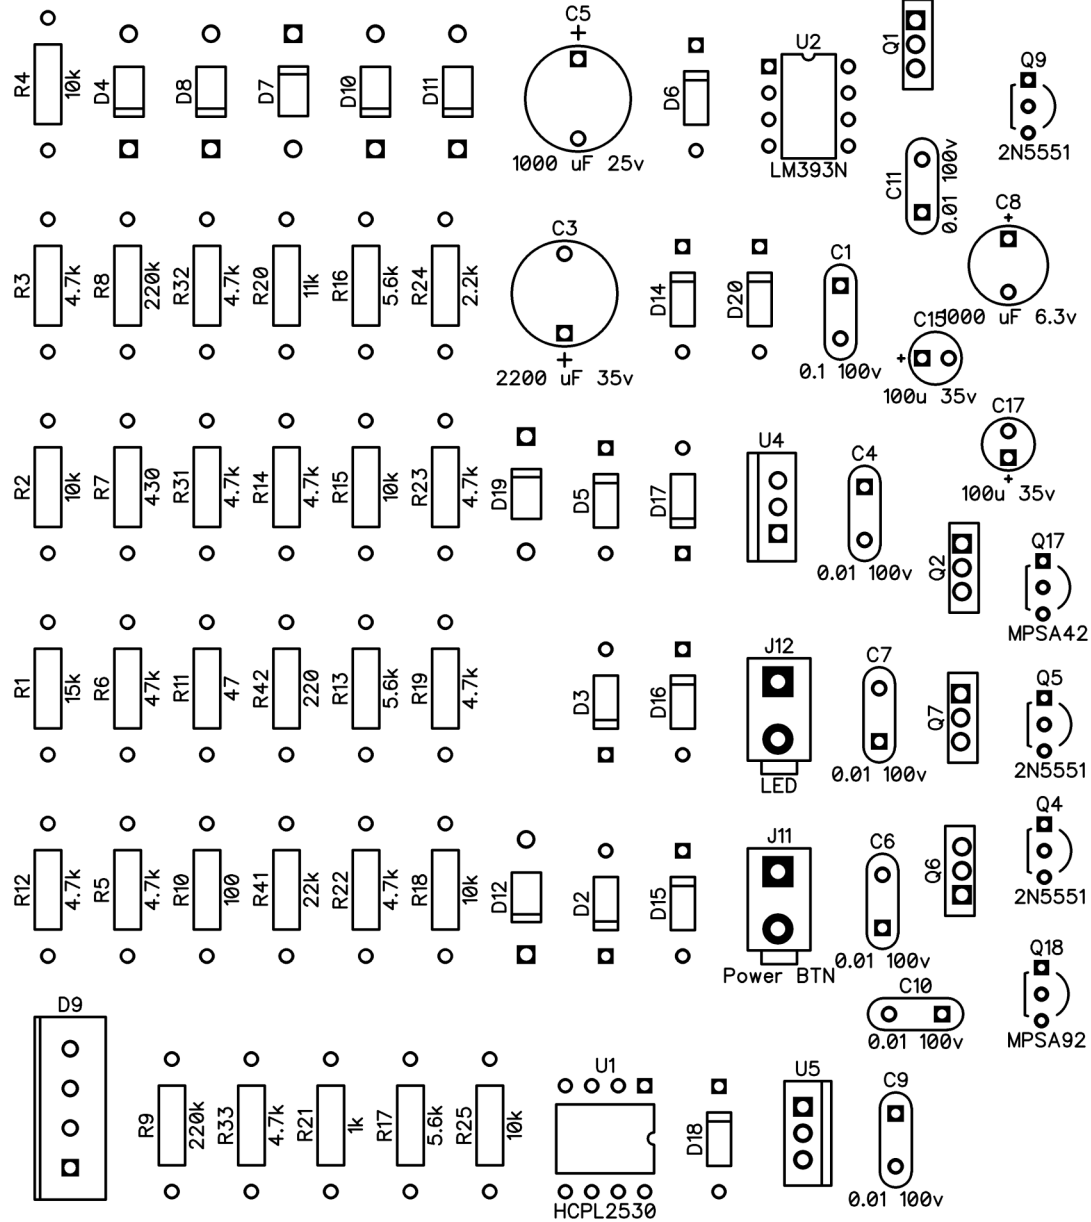 R4
10k
D4
D8
D7
D10
D11
C5
+
1000 uF 25v
D6
U2
LM393N
Q1
Q9
2N5551
C11
0.01 100v
C8
+
1000 uF 6.3v
R3
4.7k
R8
220k
R32
4.7k
R20
11k
R16
5.6k
R24
2.2k
C3
+
2200 uF 35v
D14
D20
C1
0.1 100v
C15
+
100u 35v
C17
+
100u 35v
R2
10k
R7
430
R31
4.7k
R14
4.7k
R15
10k
R23
4.7k
D19
D5
D17
U4
C4
0.01 100v
Q2
Q17
MPSA42
R1
15k
R6
47k
R11
47
R42
220
R13
5.6k
R19
4.7k
D3
D16
J12
LED
C7
0.01 100v
Q7
Q5
2N5551
R12
4.7k
R5
4.7k
R10
100
R41
22k
R22
4.7k
R18
10k
D12
D2
D15
J11
Power BTN
C6
0.01 100v
Q6
Q4
2N5551
C10
0.01 100v
Q18
MPSA92
D9
R9
220k
R33
4.7k
R21
1k
R17
5.6k
R25
10k
U1
HCPL2530
D18
U5
C9
0.01 100v